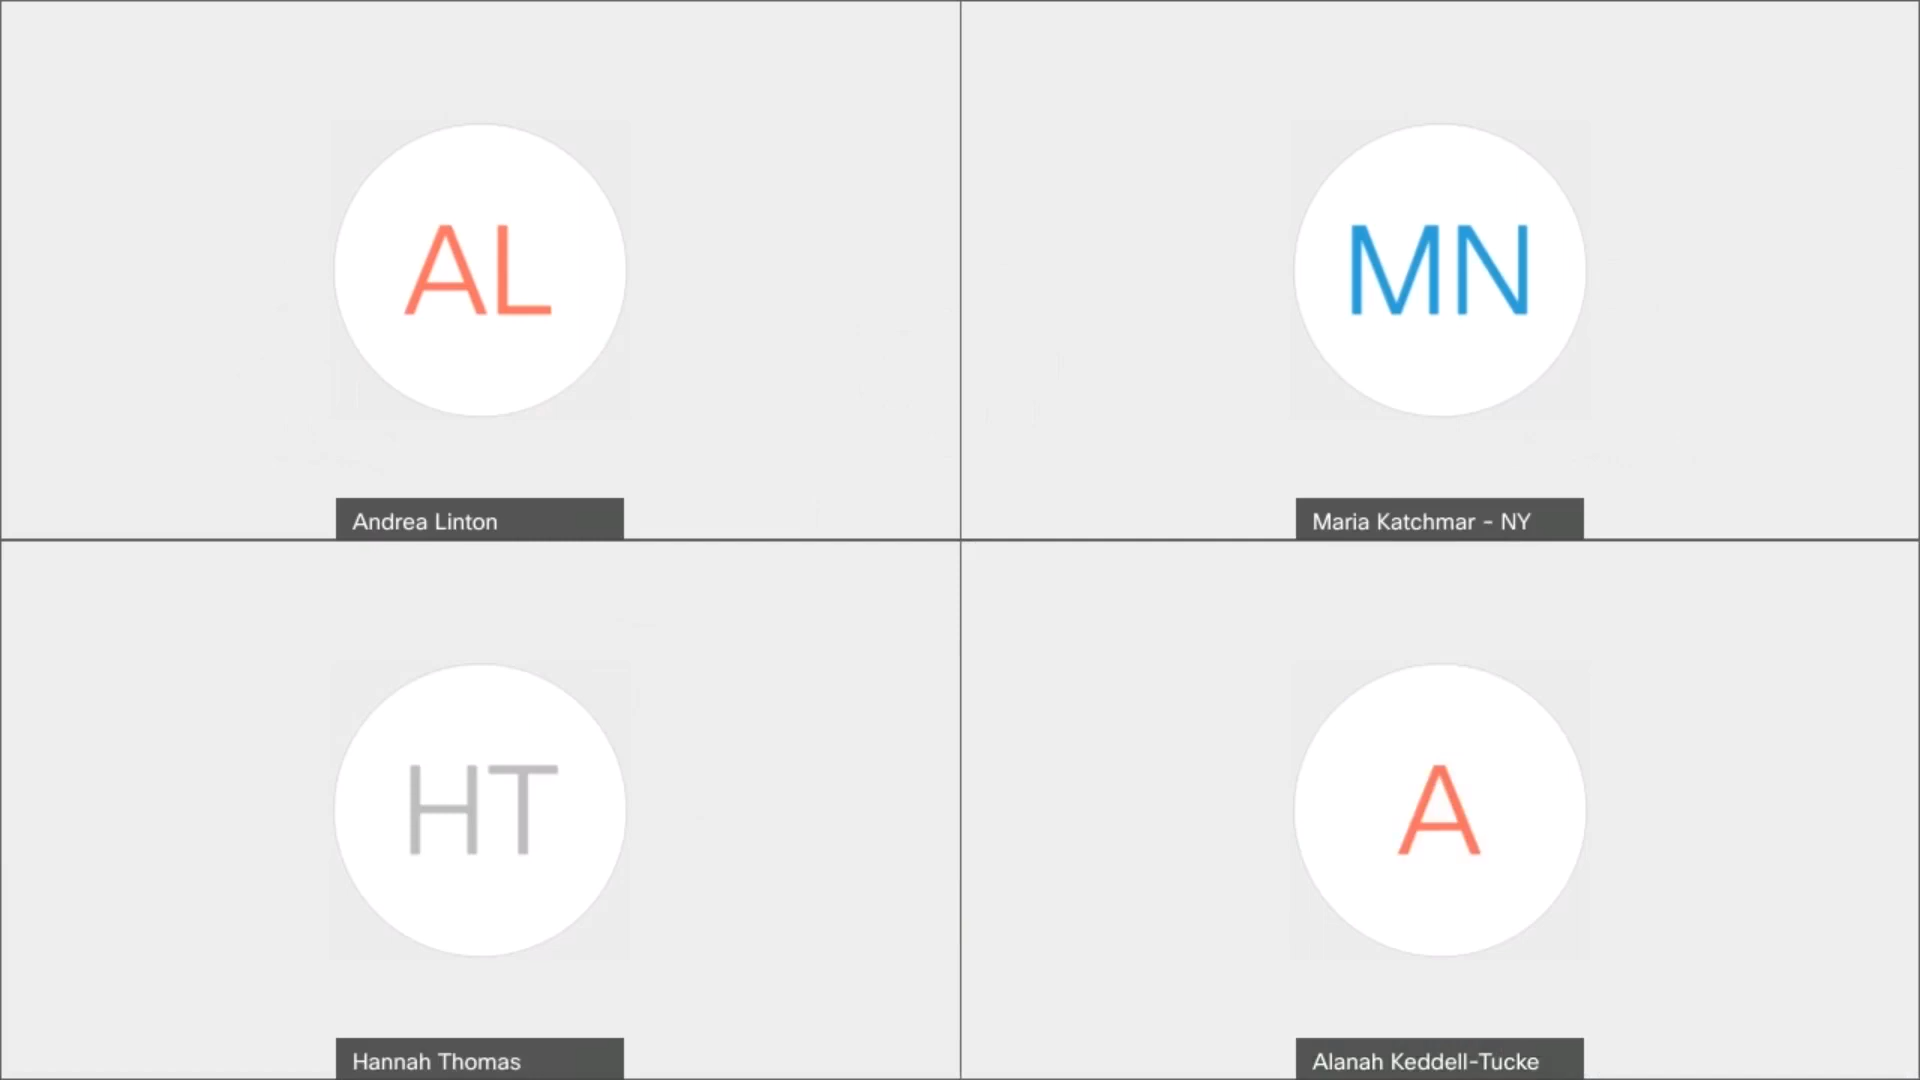 AL
MN
Andrea Linton
Maria Katchmar - NY
HT
A
Hannah Thomas
Alanah Keddell-Tucke